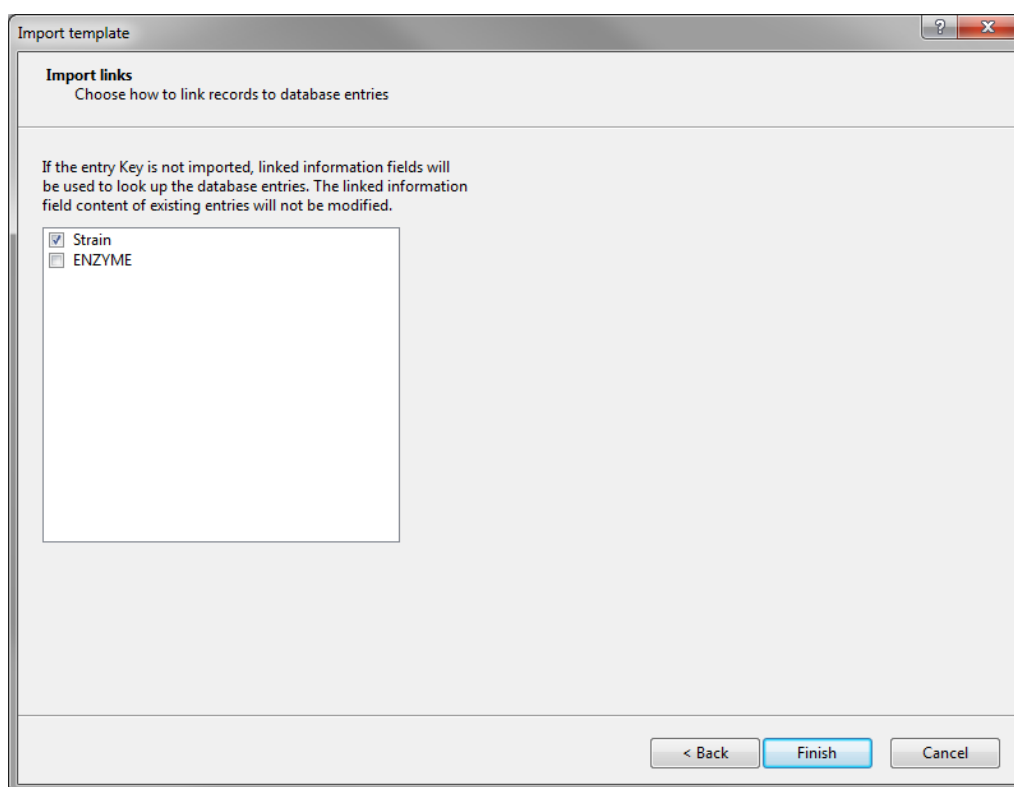 Import template
?
X
Import links
Choose how to link records to database entries
If the entry Key is not imported, linked information fields will
be used to look up the database entries. The linked information
field content of existing entries will not be modified.
Strain
ENZYME
< Back Finish Cancel